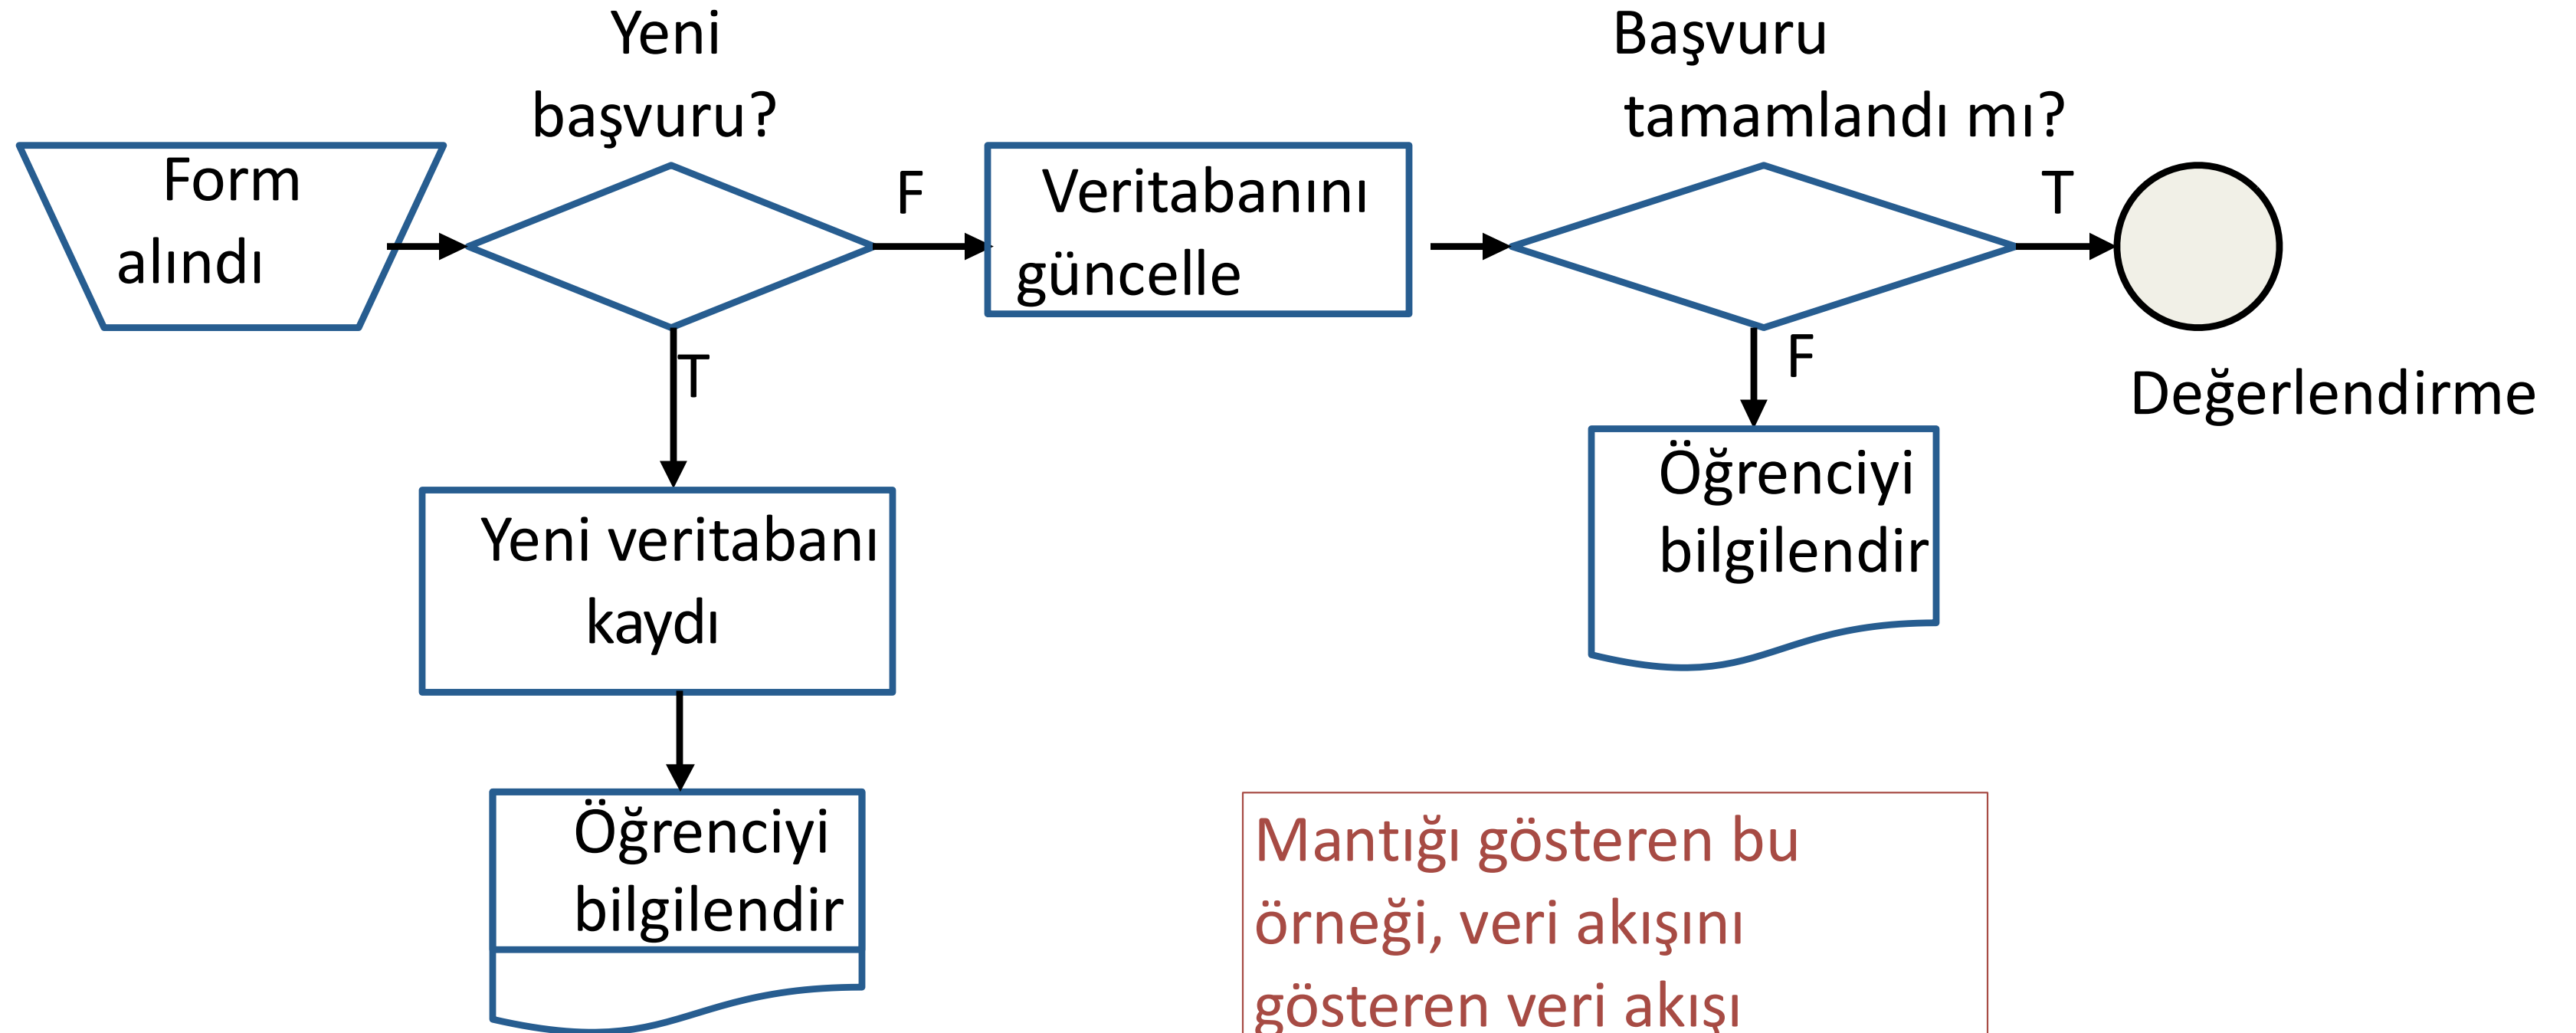 Yeni
başvuru?
Başvuru
tamamlandı mı?
Form
alındı
F
Veritabanını
güncelle
T
T
F
Değerlendirme
Yeni veritabanı
kaydı
Öğrenciyi
bilgilendir
Öğrenciyi
bilgilendir
Mantığı gösteren bu
örneği, veri akışını
gösteren veri akışı